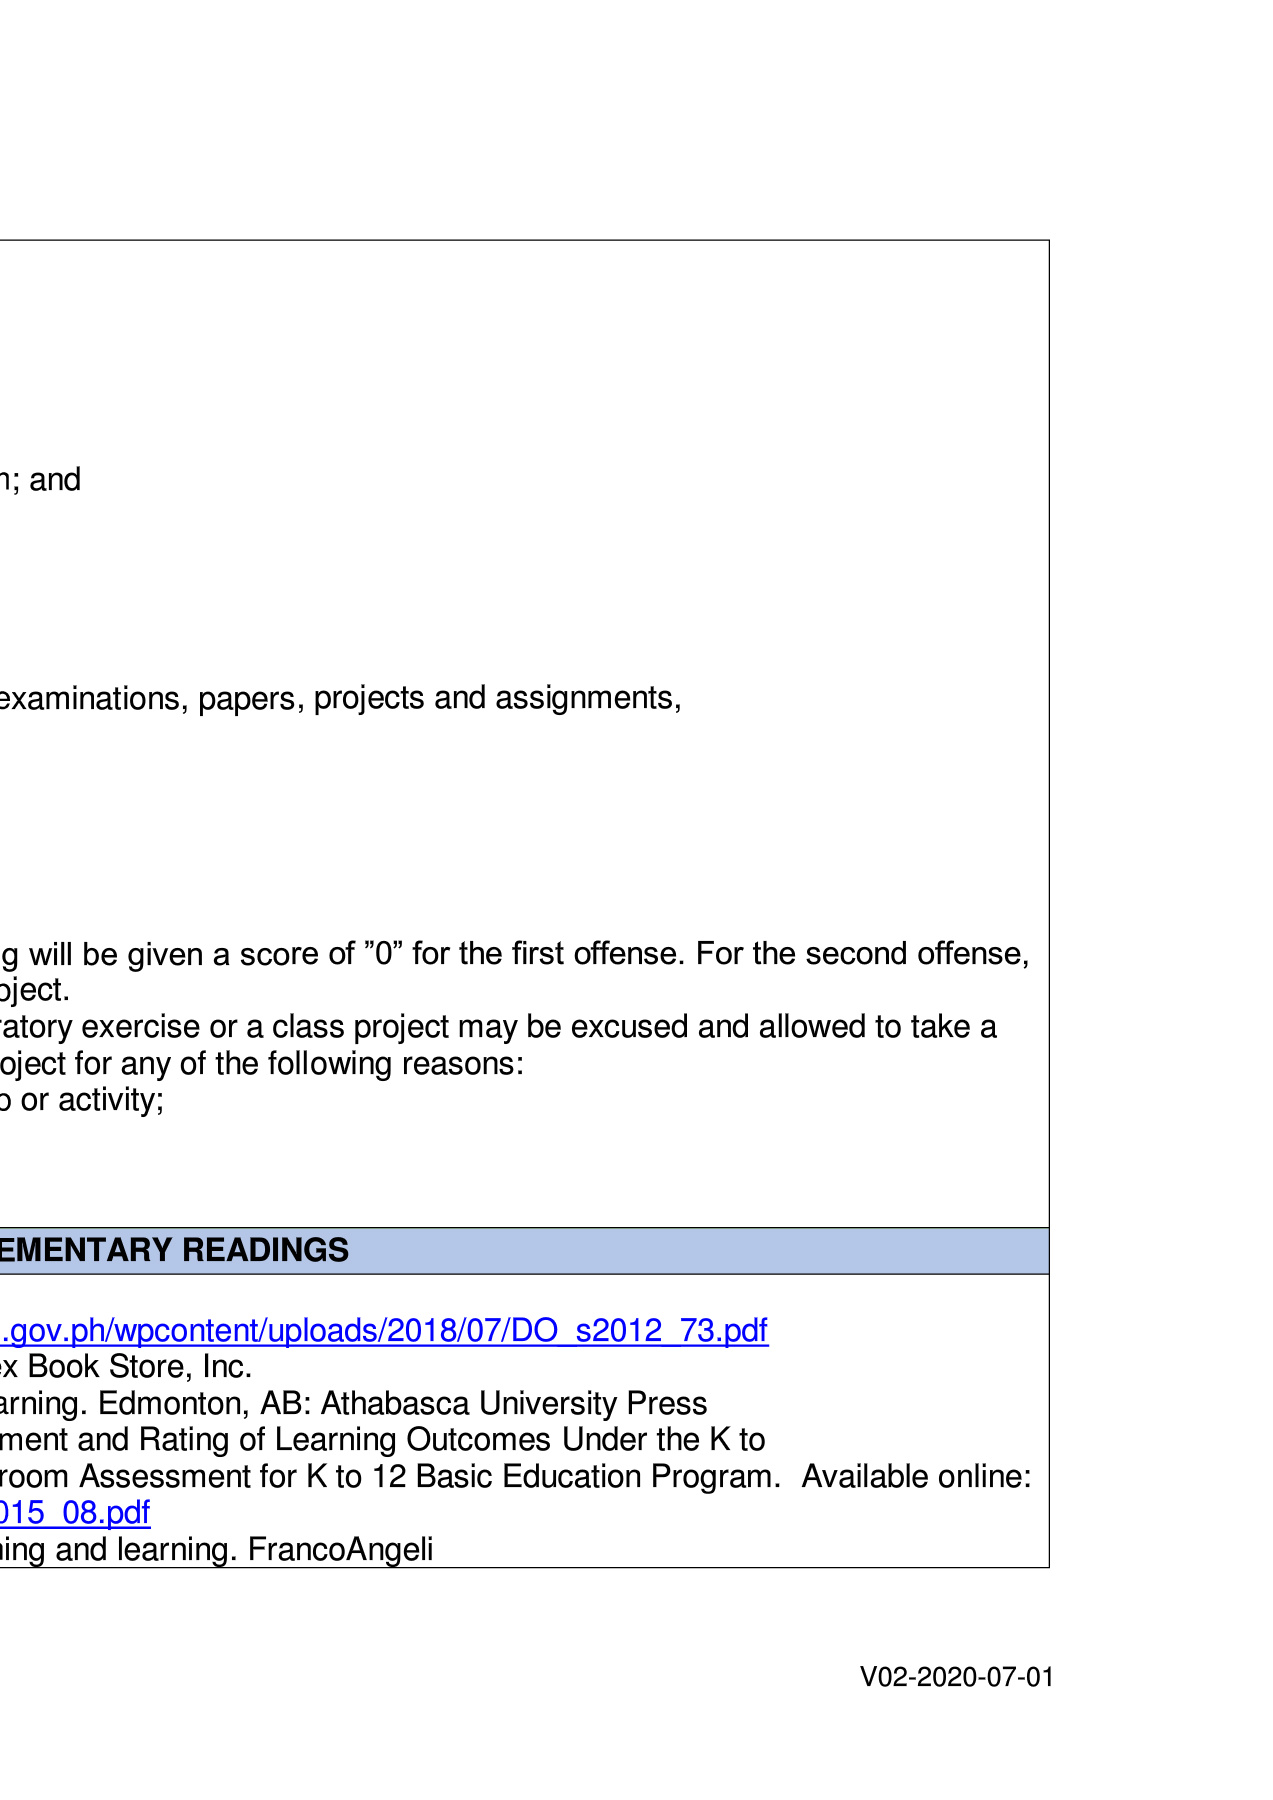 ; and
examinations, papers, projects and assignments,
g will be given a score of ”0” for the first offense. For the second offense,
bject.
ratory exercise or a class project may be excused and allowed to take a
oject for any of the following reasons:
or activity;
EMENTARY READINGS
.gov.ph/wpcontent/uploads/2018/07/DO_s2012_73.pdf
ex Book Store, Inc.
arning. Edmonton, AB: Athabasca University Press
ment and Rating of Learning Outcomes Under the K to
room Assessment for K to 12 Basic Education Program.  Available online:
015_08.pdf
ning and learning. FrancoAngeli
V02-2020-07-01